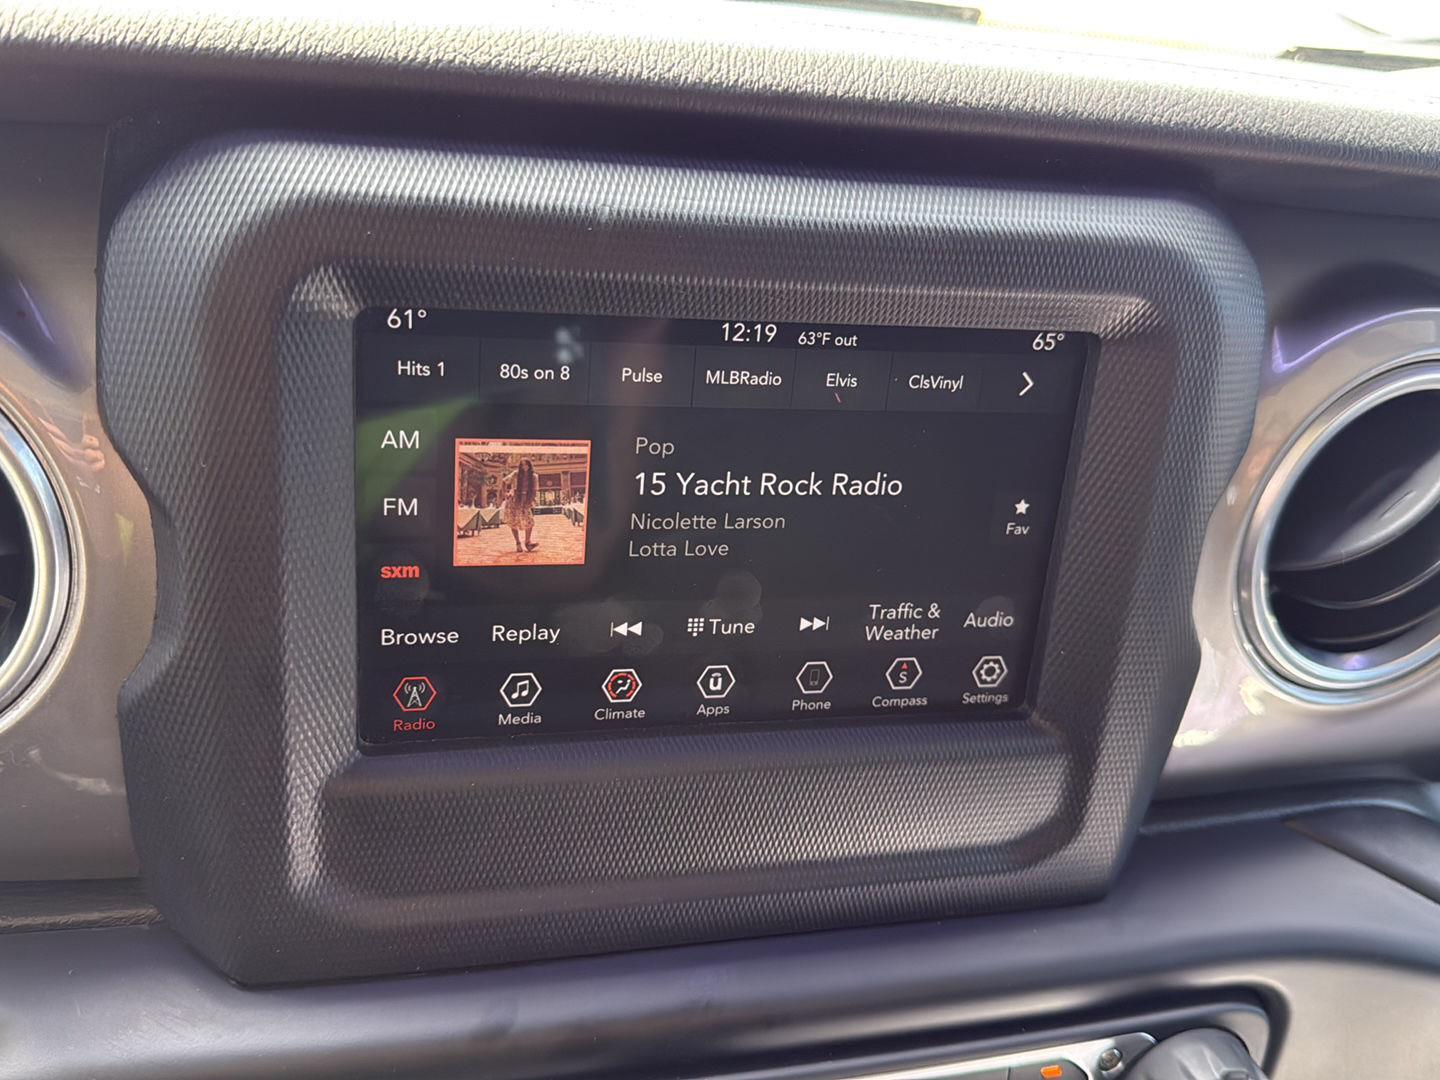 61° 12:19 63°F out 65°
Hits 1 80s on 8 Pulse MLBRadio Elvis ClsVinyl
AM
FM
sxm
Pop
15 Yacht Rock Radio
Nicolette Larson
Lotta Love
Fav
Browse Replay Tune Traffic & Weather Audio
Radio Media Climate Apps Phone S Compass Settings